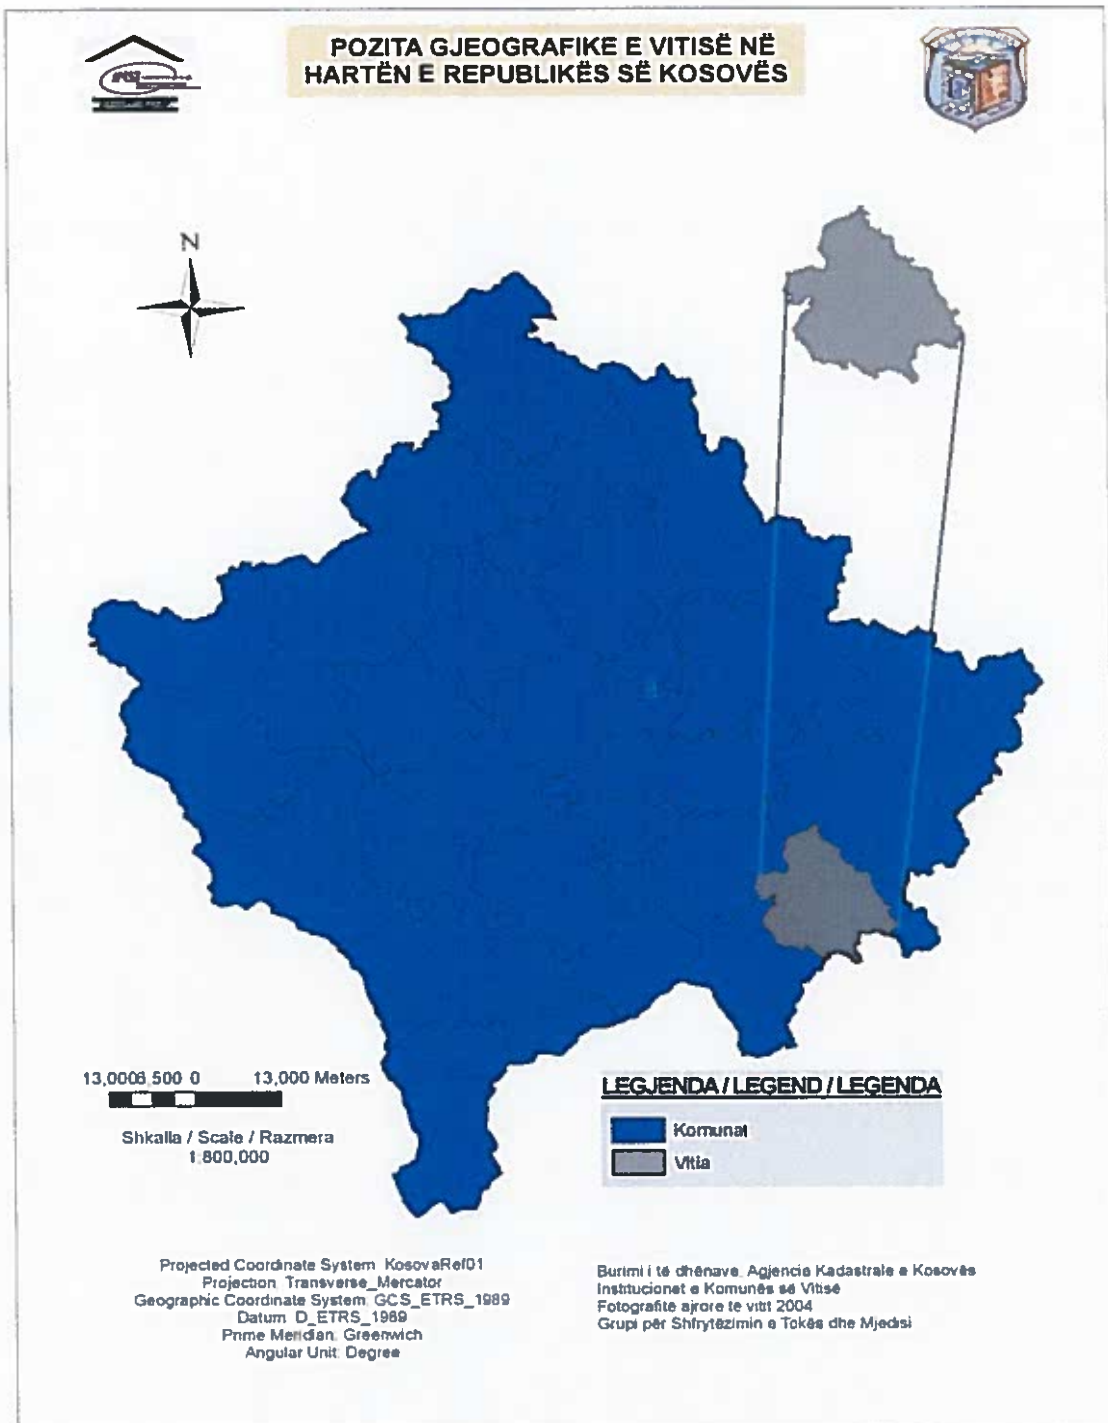 POZITA GJEOGRAFIKE E VITISË NË
HARTËN E REPUBLIKËS SË KOSOVËS
N
13,0006,500 0 13,000 Meters
Shkalla / Scale / Razmera
1:800,000
LEGJENDA / LEGEND / LEGENDA
Komunat
Vitia
Projected Coordinate System: KosovaRef01
Projection: Transverse_Mercator
Geographic Coordinate System: GCS_ETRS_1989
Datum: D_ETRS_1989
Prime Meridian: Greenwich
Angular Unit: Degree
Burimi i të dhënave: Agjencia Kadastrale e Kosovës
Institucionet e Komunës së Vitisë
Fotografitë ajrore të vitit 2004
Grupi për Shfrytëzimin e Tokës dhe Mjedisi